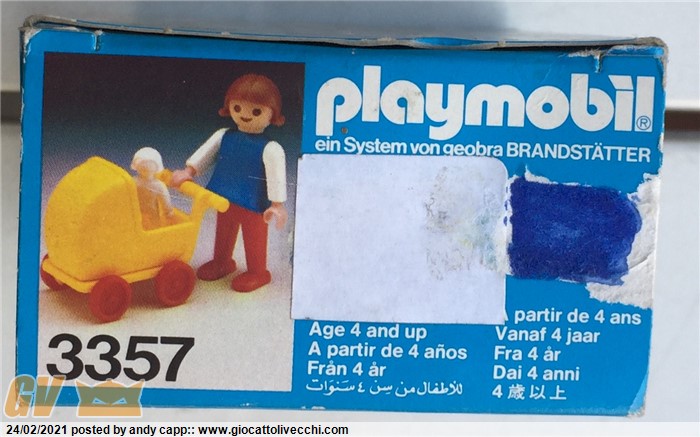 playmobil®
ein System von geobra BRANDSTÄTTER
3357
Age 4 and up
A partir de 4 años
Från 4 år
للأطفال من سن ٤ سنوات
A partir de 4 ans
Vanaf 4 jaar
Fra 4 år
Dai 4 anni
4歳以上
GV
24/02/2021 posted by andy capp:: www.giocattolivecchi.com